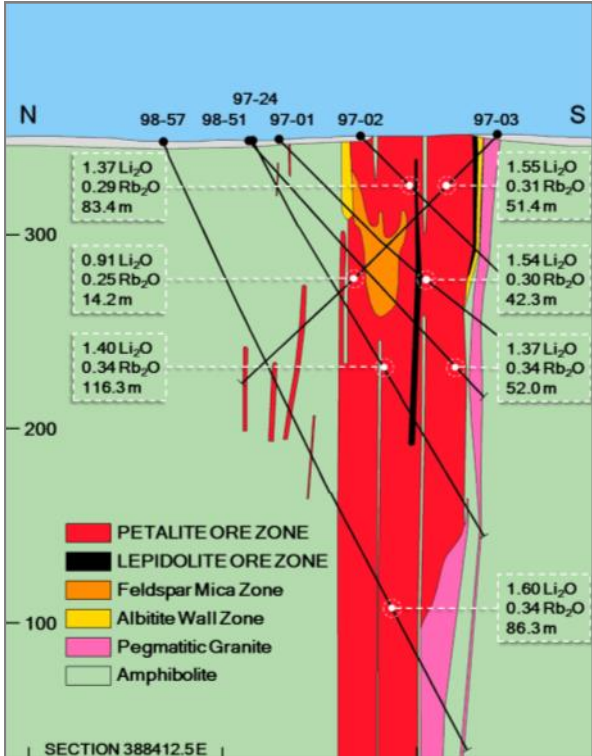 N
S
97-24
98-57 98-51 97-01 97-02 97-03
1.37 Li₂O
0.29 Rb₂O
83.4 m
1.55 Li₂O
0.31 Rb₂O
51.4 m
300
0.91 Li₂O
0.25 Rb₂O
14.2 m
1.54 Li₂O
0.30 Rb₂O
42.3 m
1.40 Li₂O
0.34 Rb₂O
116.3 m
1.37 Li₂O
0.34 Rb₂O
52.0 m
200
PETALITE ORE ZONE
LEPIDOLITE ORE ZONE
Feldspar Mica Zone
Albitite Wall Zone
Pegmatitic Granite
Amphibolite
1.60 Li₂O
0.34 Rb₂O
86.3 m
100
SECTION 388412.5 E